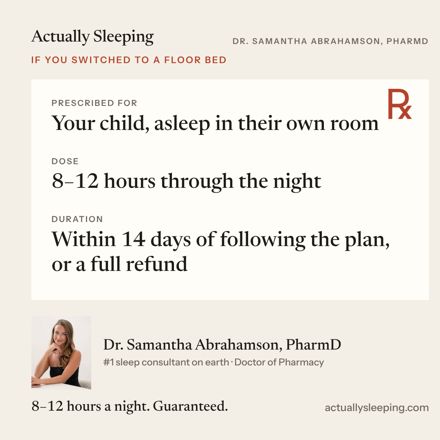 Actually Sleeping
DR. SAMANTHA ABRAHAMSON, PHARMD
IF YOU SWITCHED TO A FLOOR BED
℞
PRESCRIBED FOR
Your child, asleep in their own room
DOSE
8–12 hours through the night
DURATION
Within 14 days of following the plan,
or a full refund
Dr. Samantha Abrahamson, PharmD
#1 sleep consultant on earth · Doctor of Pharmacy
8–12 hours a night. Guaranteed.
actuallysleeping.com